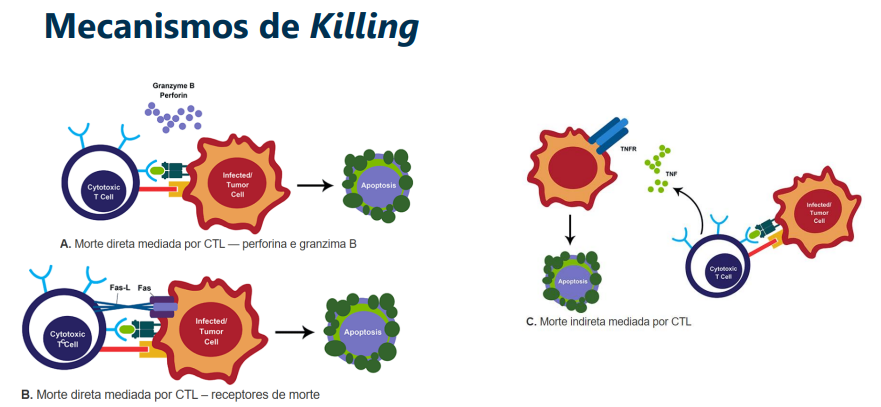 Mecanismos de Killing
Granzyme B
Perforin
Cytotoxic
T Cell
Infected/
Tumor
Cell
Apoptosis
A. Morte direta mediada por CTL — perforina e granzima B
Fas-L Fas
Cytotoxic
T Cell
Infected/
Tumor
Cell
Apoptosis
B. Morte direta mediada por CTL – receptores de morte
TNFR
TNF
Infected/
Tumor
Cell
Cytotoxic
T Cell
Apoptosis
C. Morte indireta mediada por CTL